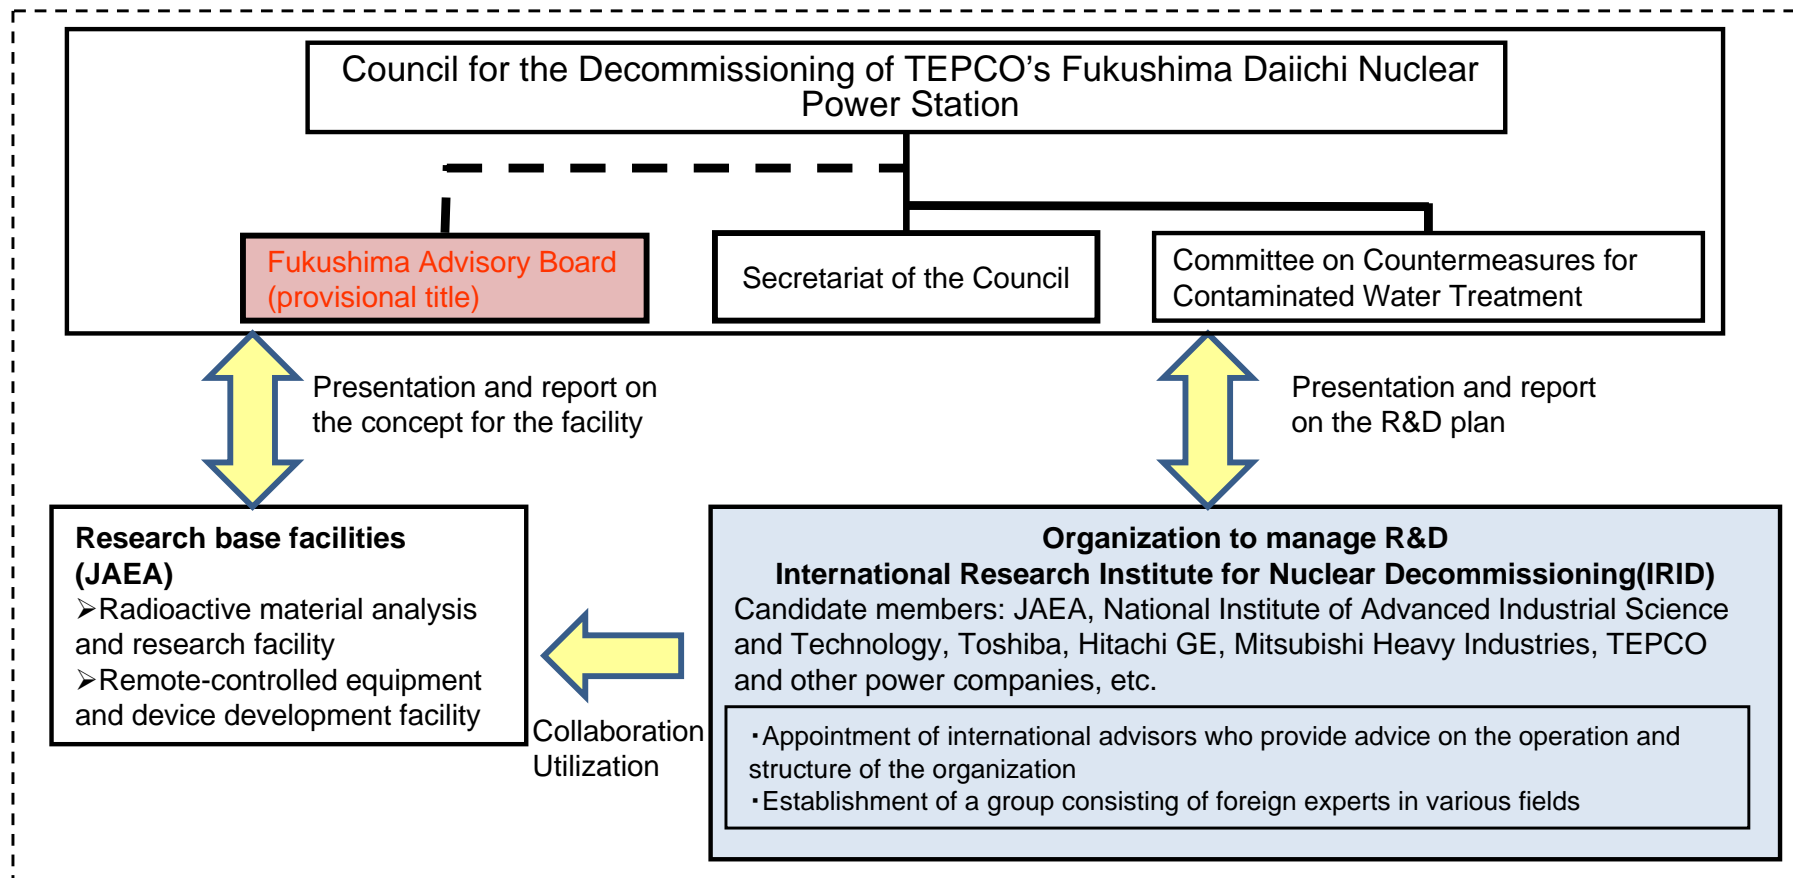 Council for the Decommissioning of TEPCO’s Fukushima Daiichi Nuclear
Power Station
Fukushima Advisory Board
(provisional title)
Secretariat of the Council
Committee on Countermeasures for
Contaminated Water Treatment
Presentation and report on
the concept for the facility
Presentation and report
on the R&D plan
Research base facilities
(JAEA)
➢Radioactive material analysis
and research facility
➢Remote-controlled equipment
and device development facility
Collaboration
Utilization
Organization to manage R&D
International Research Institute for Nuclear Decommissioning(IRID)
Candidate members: JAEA, National Institute of Advanced Industrial Science
and Technology, Toshiba, Hitachi GE, Mitsubishi Heavy Industries, TEPCO
and other power companies, etc.
・Appointment of international advisors who provide advice on the operation and
structure of the organization
・Establishment of a group consisting of foreign experts in various fields